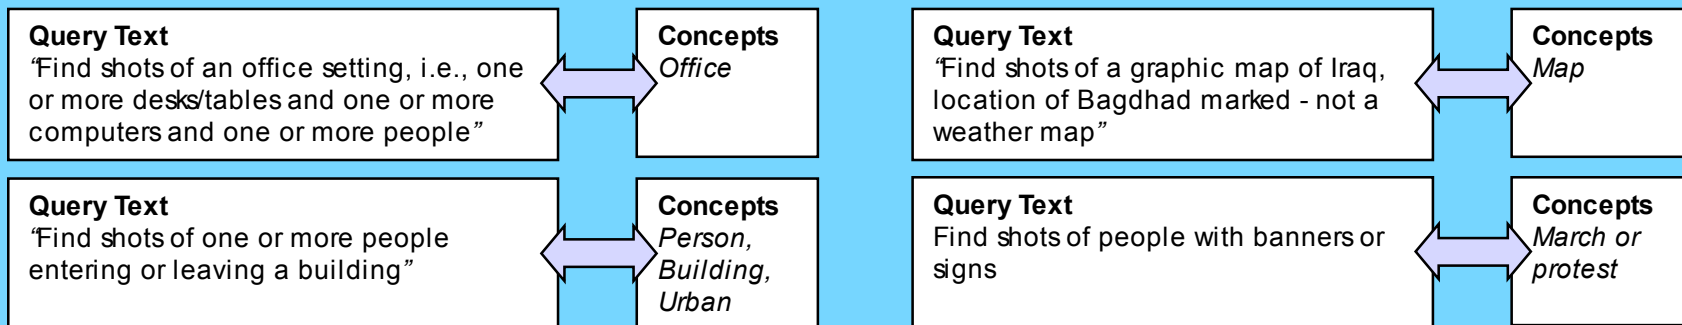 Query Text
“Find shots of an office setting, i.e., one
or more desks/tables and one or more
computers and one or more people”
Concepts
Office
Query Text
“Find shots of a graphic map of Iraq,
location of Bagdhad marked - not a
weather map”
Concepts
Map
Query Text
“Find shots of one or more people
entering or leaving a building”
Concepts
Person,
Building,
Urban
Query Text
Find shots of people with banners or
signs
Concepts
March or
protest